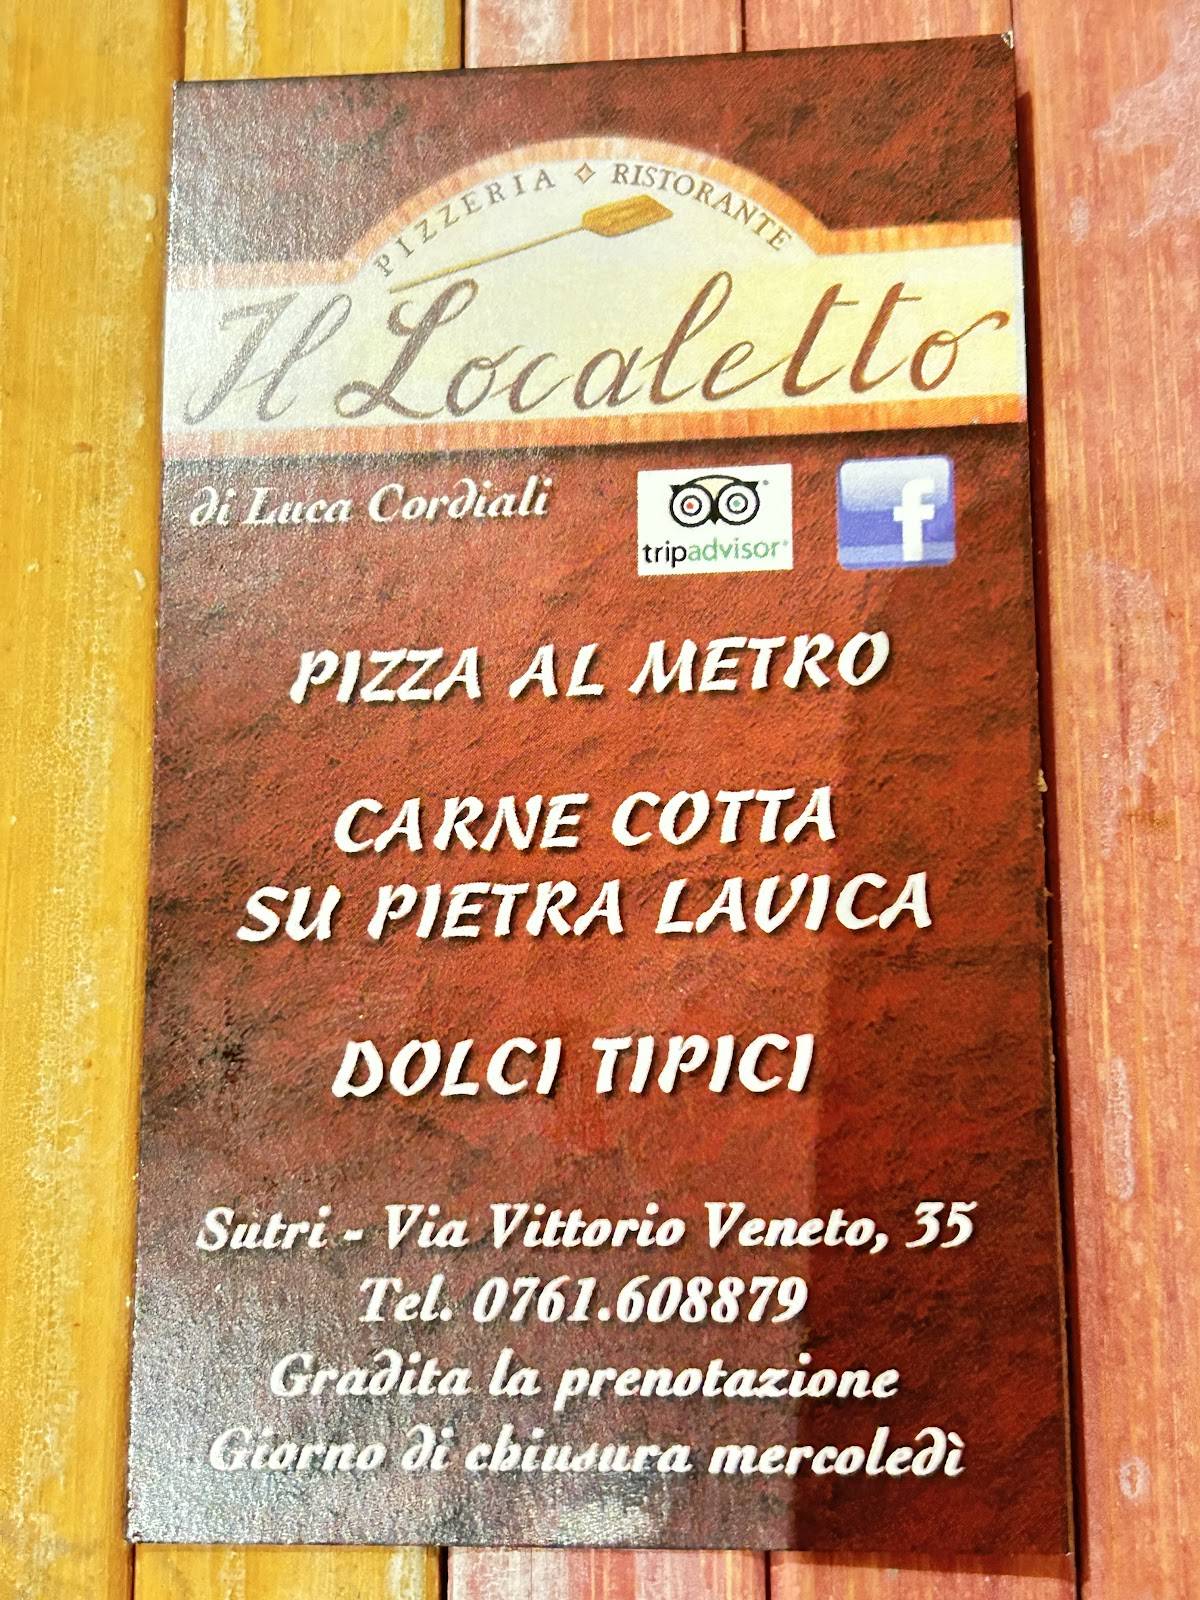 PIZZERIA RISTORANTE
Il Localetto
di Luca Cordiali
tripadvisor®
f
PIZZA AL METRO
CARNE COTTA
SU PIETRA LAVICA
DOLCI TIPICI
Sutri - Via Vittorio Veneto, 35
Tel. 0761.608879
Gradita la prenotazione
Giorno di chiusura mercoledì